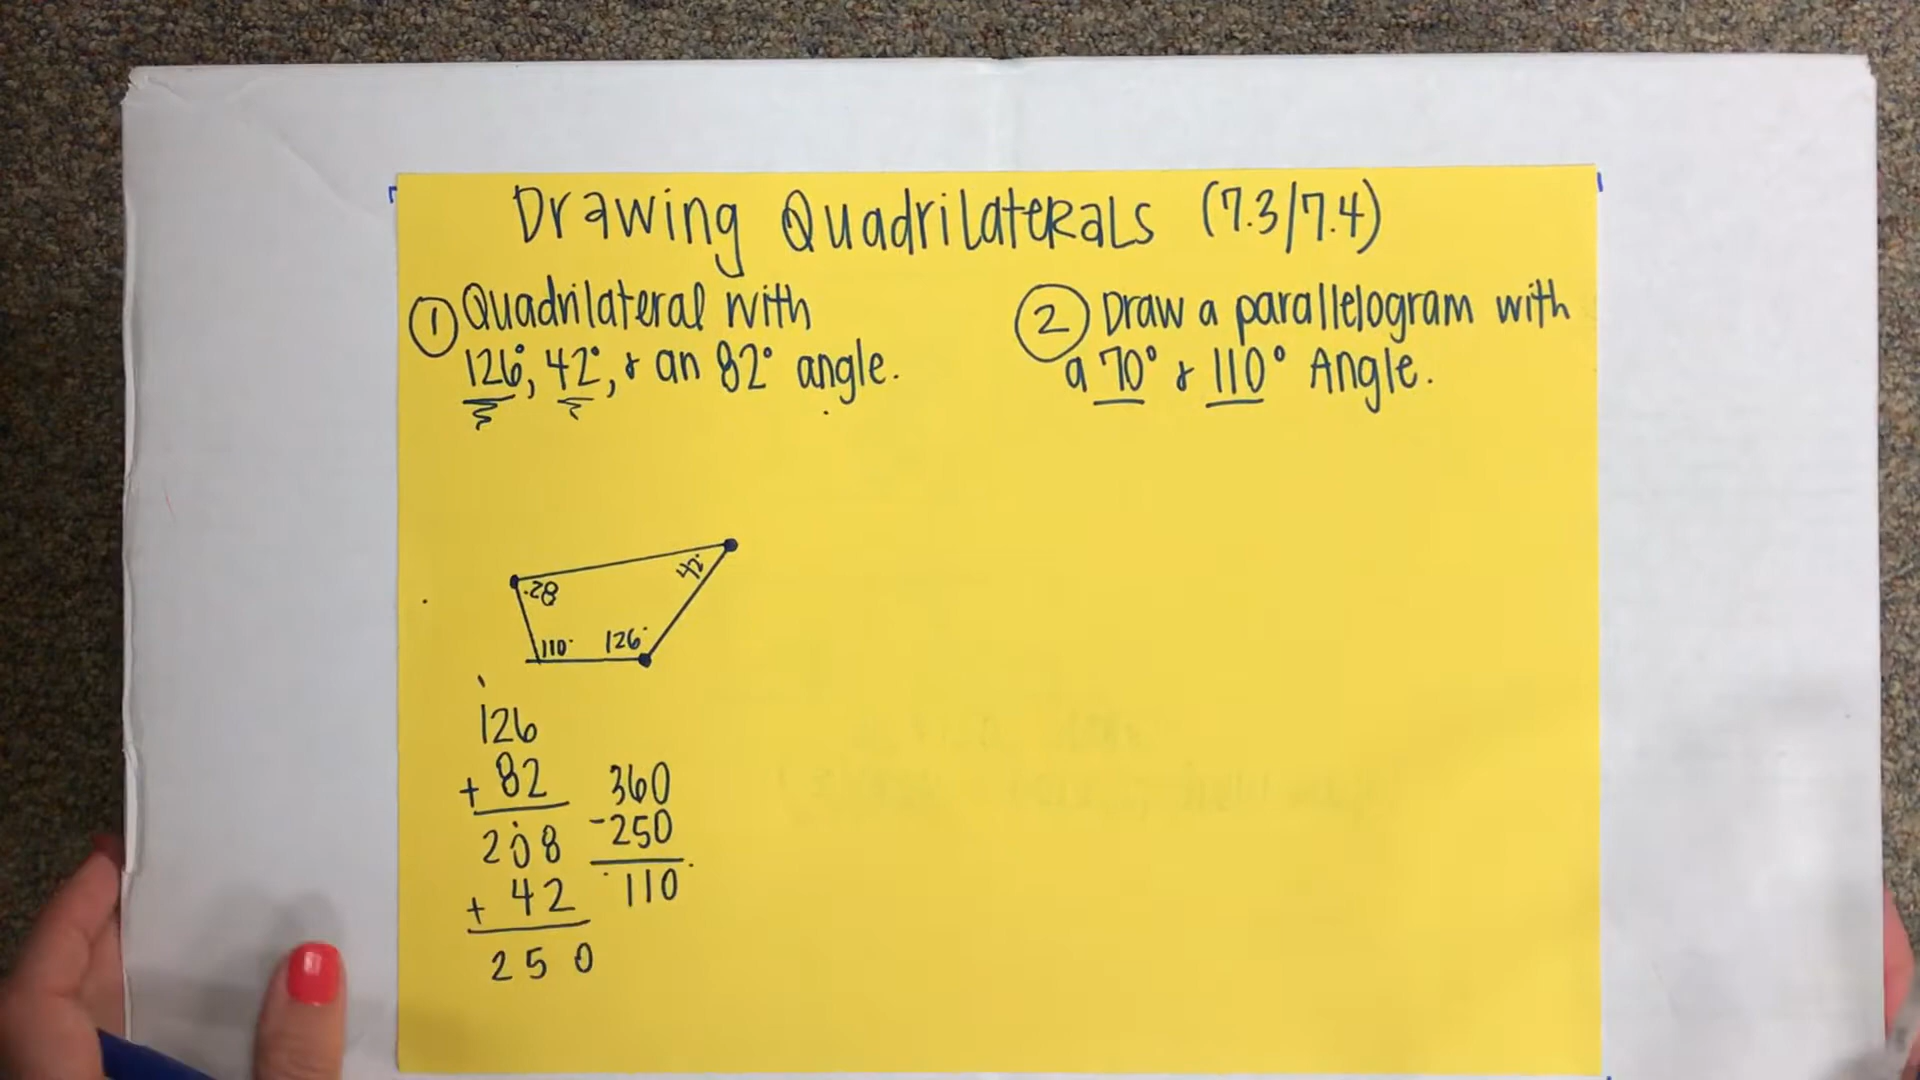 Drawing Quadrilaterals (7.3/7.4)
① Quadrilateral with
126°, 42°, & an 82° angle.
② Draw a parallelogram with
a 70° & 110° Angle.
82°
42°
110°
126°
126
+ 82
208
+ 42
250
360
-250
110